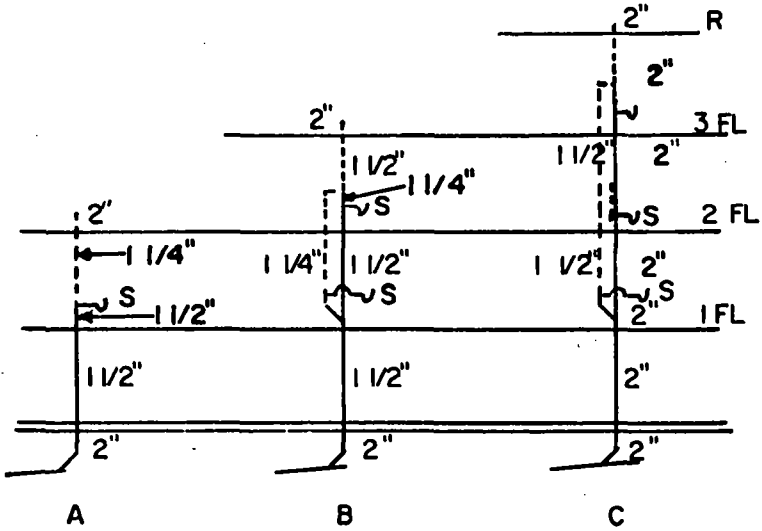 2" R
2"
2" 3 FL
1 1/2" 1 1/2" 2"
1 1/4"
2" S S 2 FL
1 1/4" 1 1/4" 1 1/2" 1 1/2" 2"
S S S
1 1/2" 2" 1 FL
1 1/2" 1 1/2" 2"
2" 2" 2"
A B C